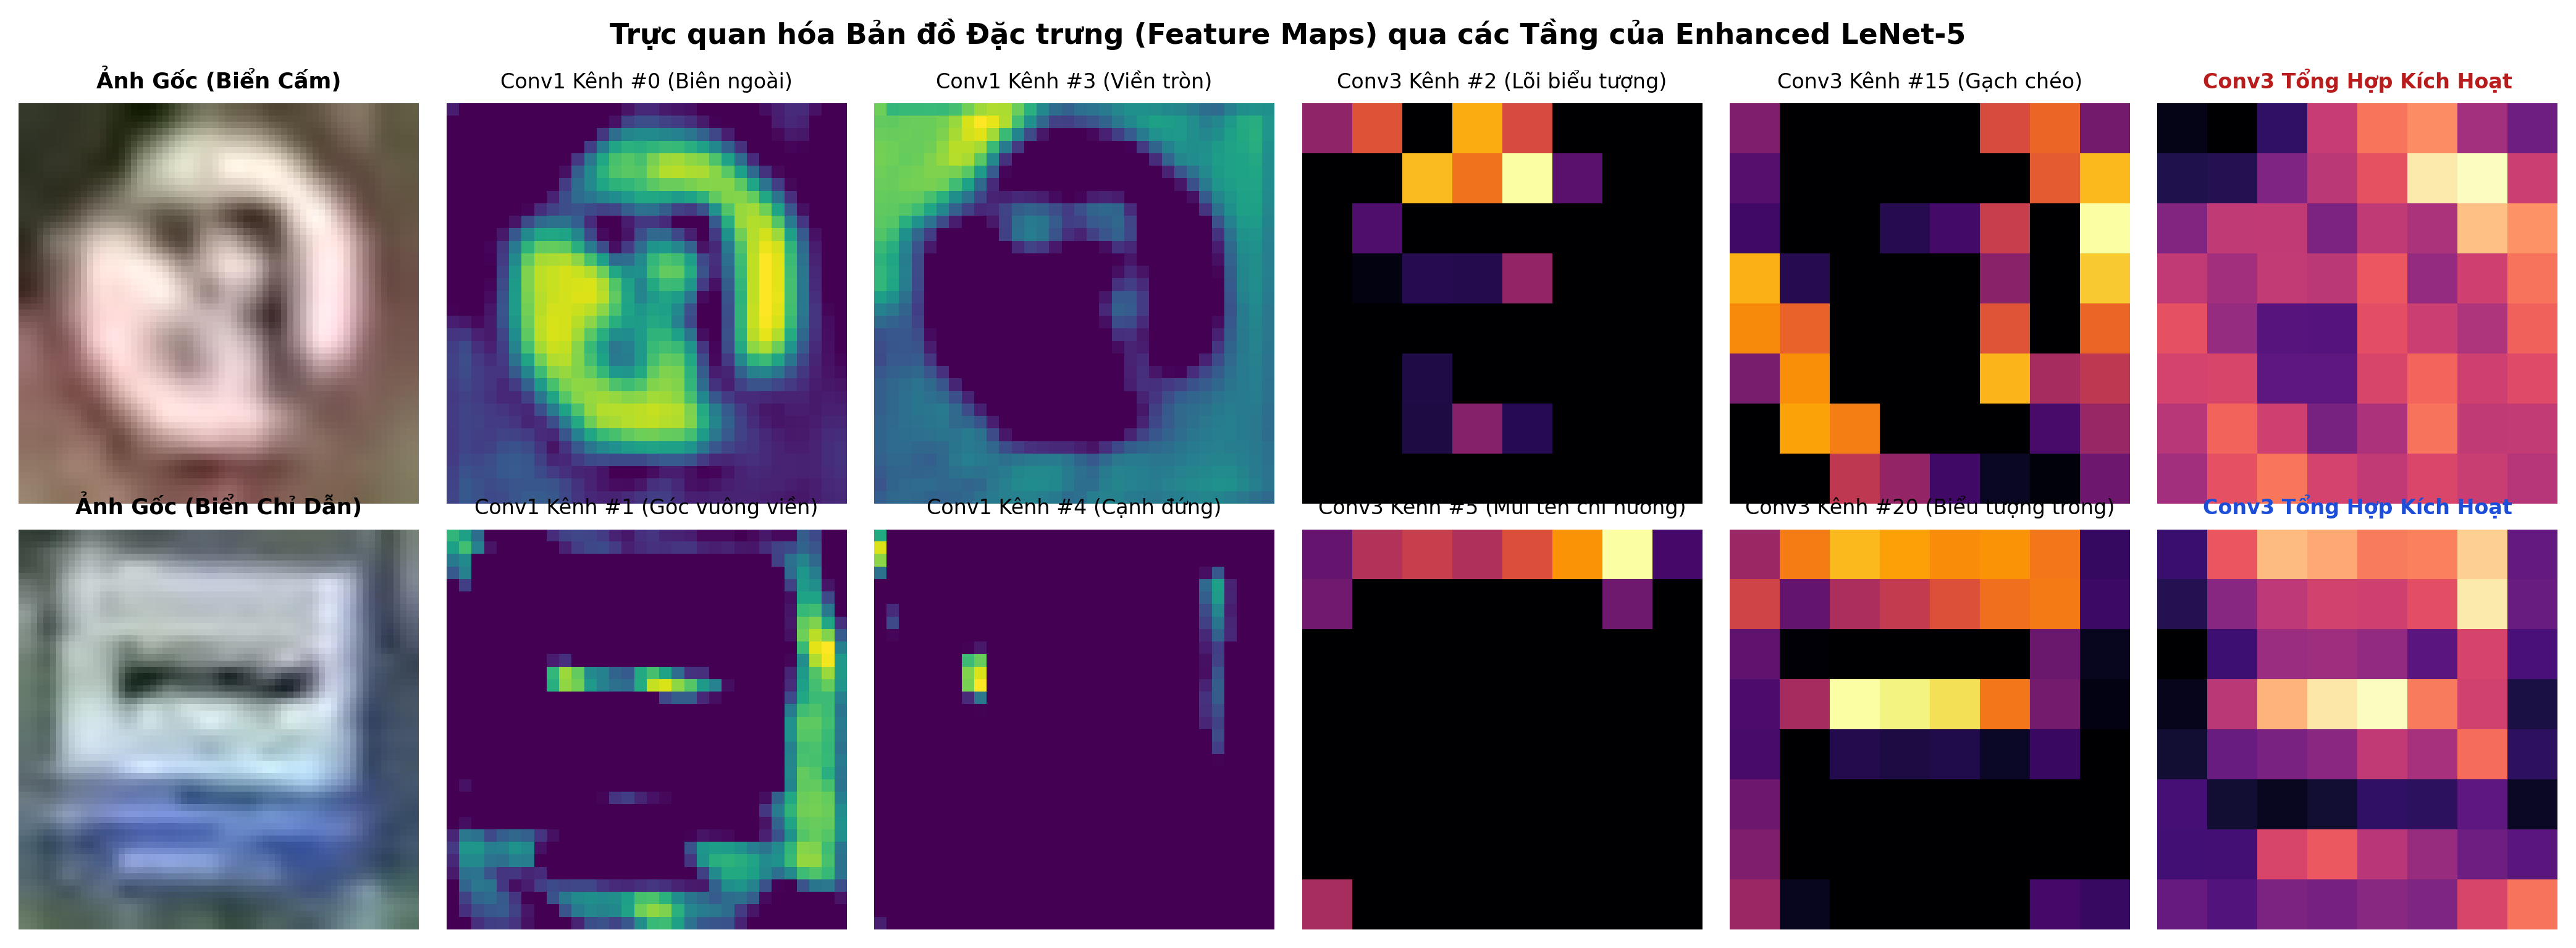 Trực quan hóa Bản đồ Đặc trưng (Feature Maps) qua các Tầng của Enhanced LeNet-5
Ảnh Gốc (Biển Cấm)
Conv1 Kênh #0 (Biên ngoài)
Conv1 Kênh #3 (Viền tròn)
Conv3 Kênh #2 (Lõi biểu tượng)
Conv3 Kênh #15 (Gạch chéo)
Conv3 Tổng Hợp Kích Hoạt
Ảnh Gốc (Biển Chỉ Dẫn)
Conv1 Kênh #1 (Góc vuông viền)
Conv1 Kênh #4 (Cạnh đứng)
Conv3 Kênh #5 (Mũi tên chỉ hướng)
Conv3 Kênh #20 (Biểu tượng trong)
Conv3 Tổng Hợp Kích Hoạt